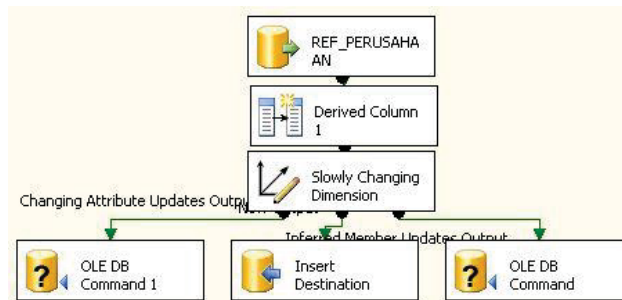 REF_PERUSAHA
AN
Derived Column
1
Slowly Changing
Dimension
Changing Attribute Updates Outpu
Inferred Member Updates Output
OLE DB
Command 1
Insert
Destination
OLE DB
Command